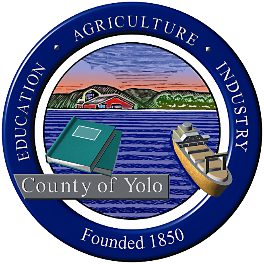 EDUCATION • AGRICULTURE • INDUSTRY
County of Yolo
Founded 1850